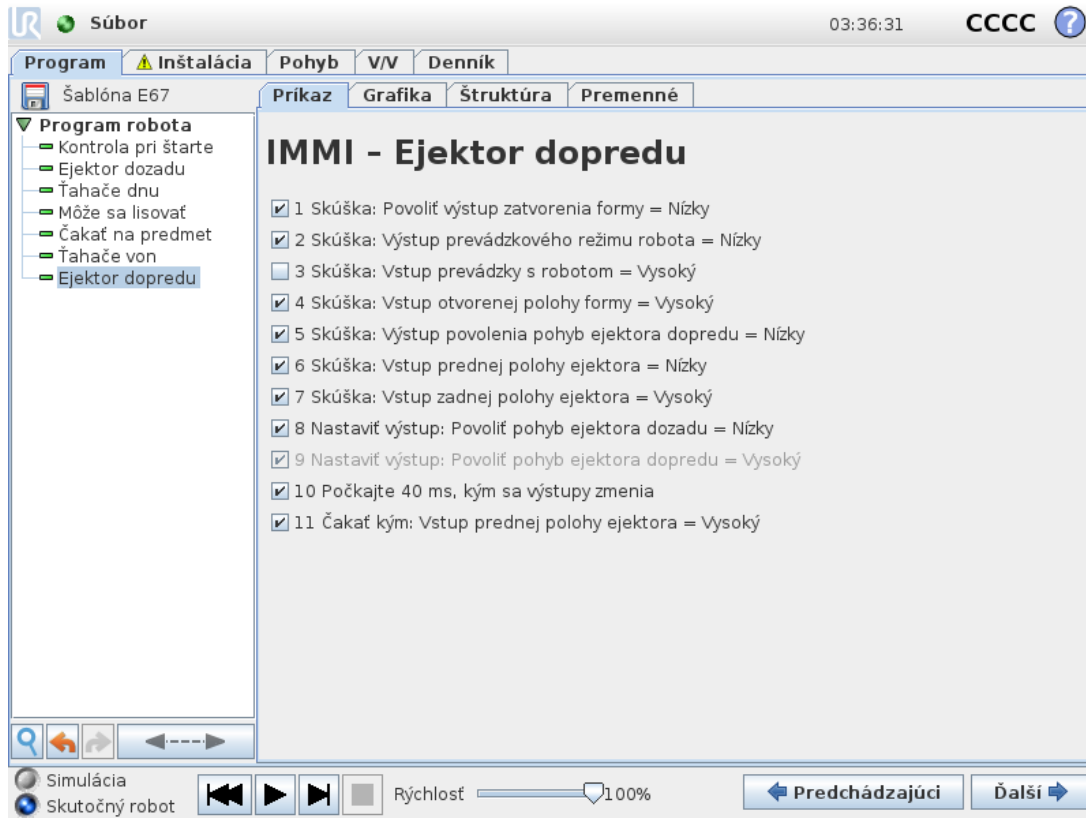 UR Súbor 03:36:31 CCCC ?
Program Inštalácia Pohyb V/V Denník
Šablóna E67 Príkaz Grafika Štruktúra Premenné
Program robota
Kontrola pri štarte
Ejektor dozadu
Ťahače dnu
Môže sa lisovať
Čakať na predmet
Ťahače von
Ejektor dopredu
IMMI – Ejektor dopredu
1 Skúška: Povoliť výstup zatvorenia formy = Nízky
2 Skúška: Výstup prevádzkového režimu robota = Nízky
3 Skúška: Vstup prevádzky s robotom = Vysoký
4 Skúška: Vstup otvorenej polohy formy = Vysoký
5 Skúška: Výstup povolenia pohyb ejektora dopredu = Nízky
6 Skúška: Vstup prednej polohy ejektora = Nízky
7 Skúška: Vstup zadnej polohy ejektora = Vysoký
8 Nastaviť výstup: Povoliť pohyb ejektora dozadu = Nízky
9 Nastaviť výstup: Povoliť pohyb ejektora dopredu = Vysoký
10 Počkajte 40 ms, kým sa výstupy zmenia
11 Čakať kým: Vstup prednej polohy ejektora = Vysoký
Simulácia
Skutočný robot
Rýchlosť 100%
Predchádzajúci Ďalší